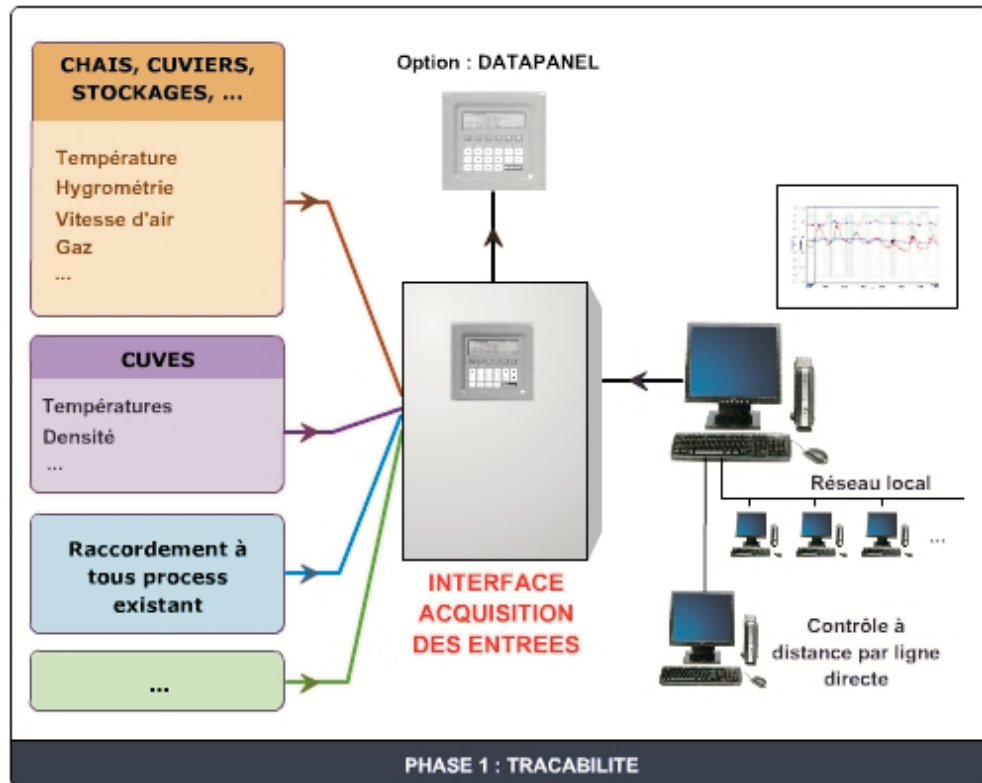 CHAIS, CUVIERS,
STOCKAGES, ...
Température
Hygrométrie
Vitesse d'air
Gaz
...
CUVES
Températures
Densité
...
Raccordement à
tous process
existant
...
Option : DATAPANEL
INTERFACE
ACQUISITION
DES ENTREES
Réseau local
...
Contrôle à
distance par ligne
directe
PHASE 1 : TRACABILITE